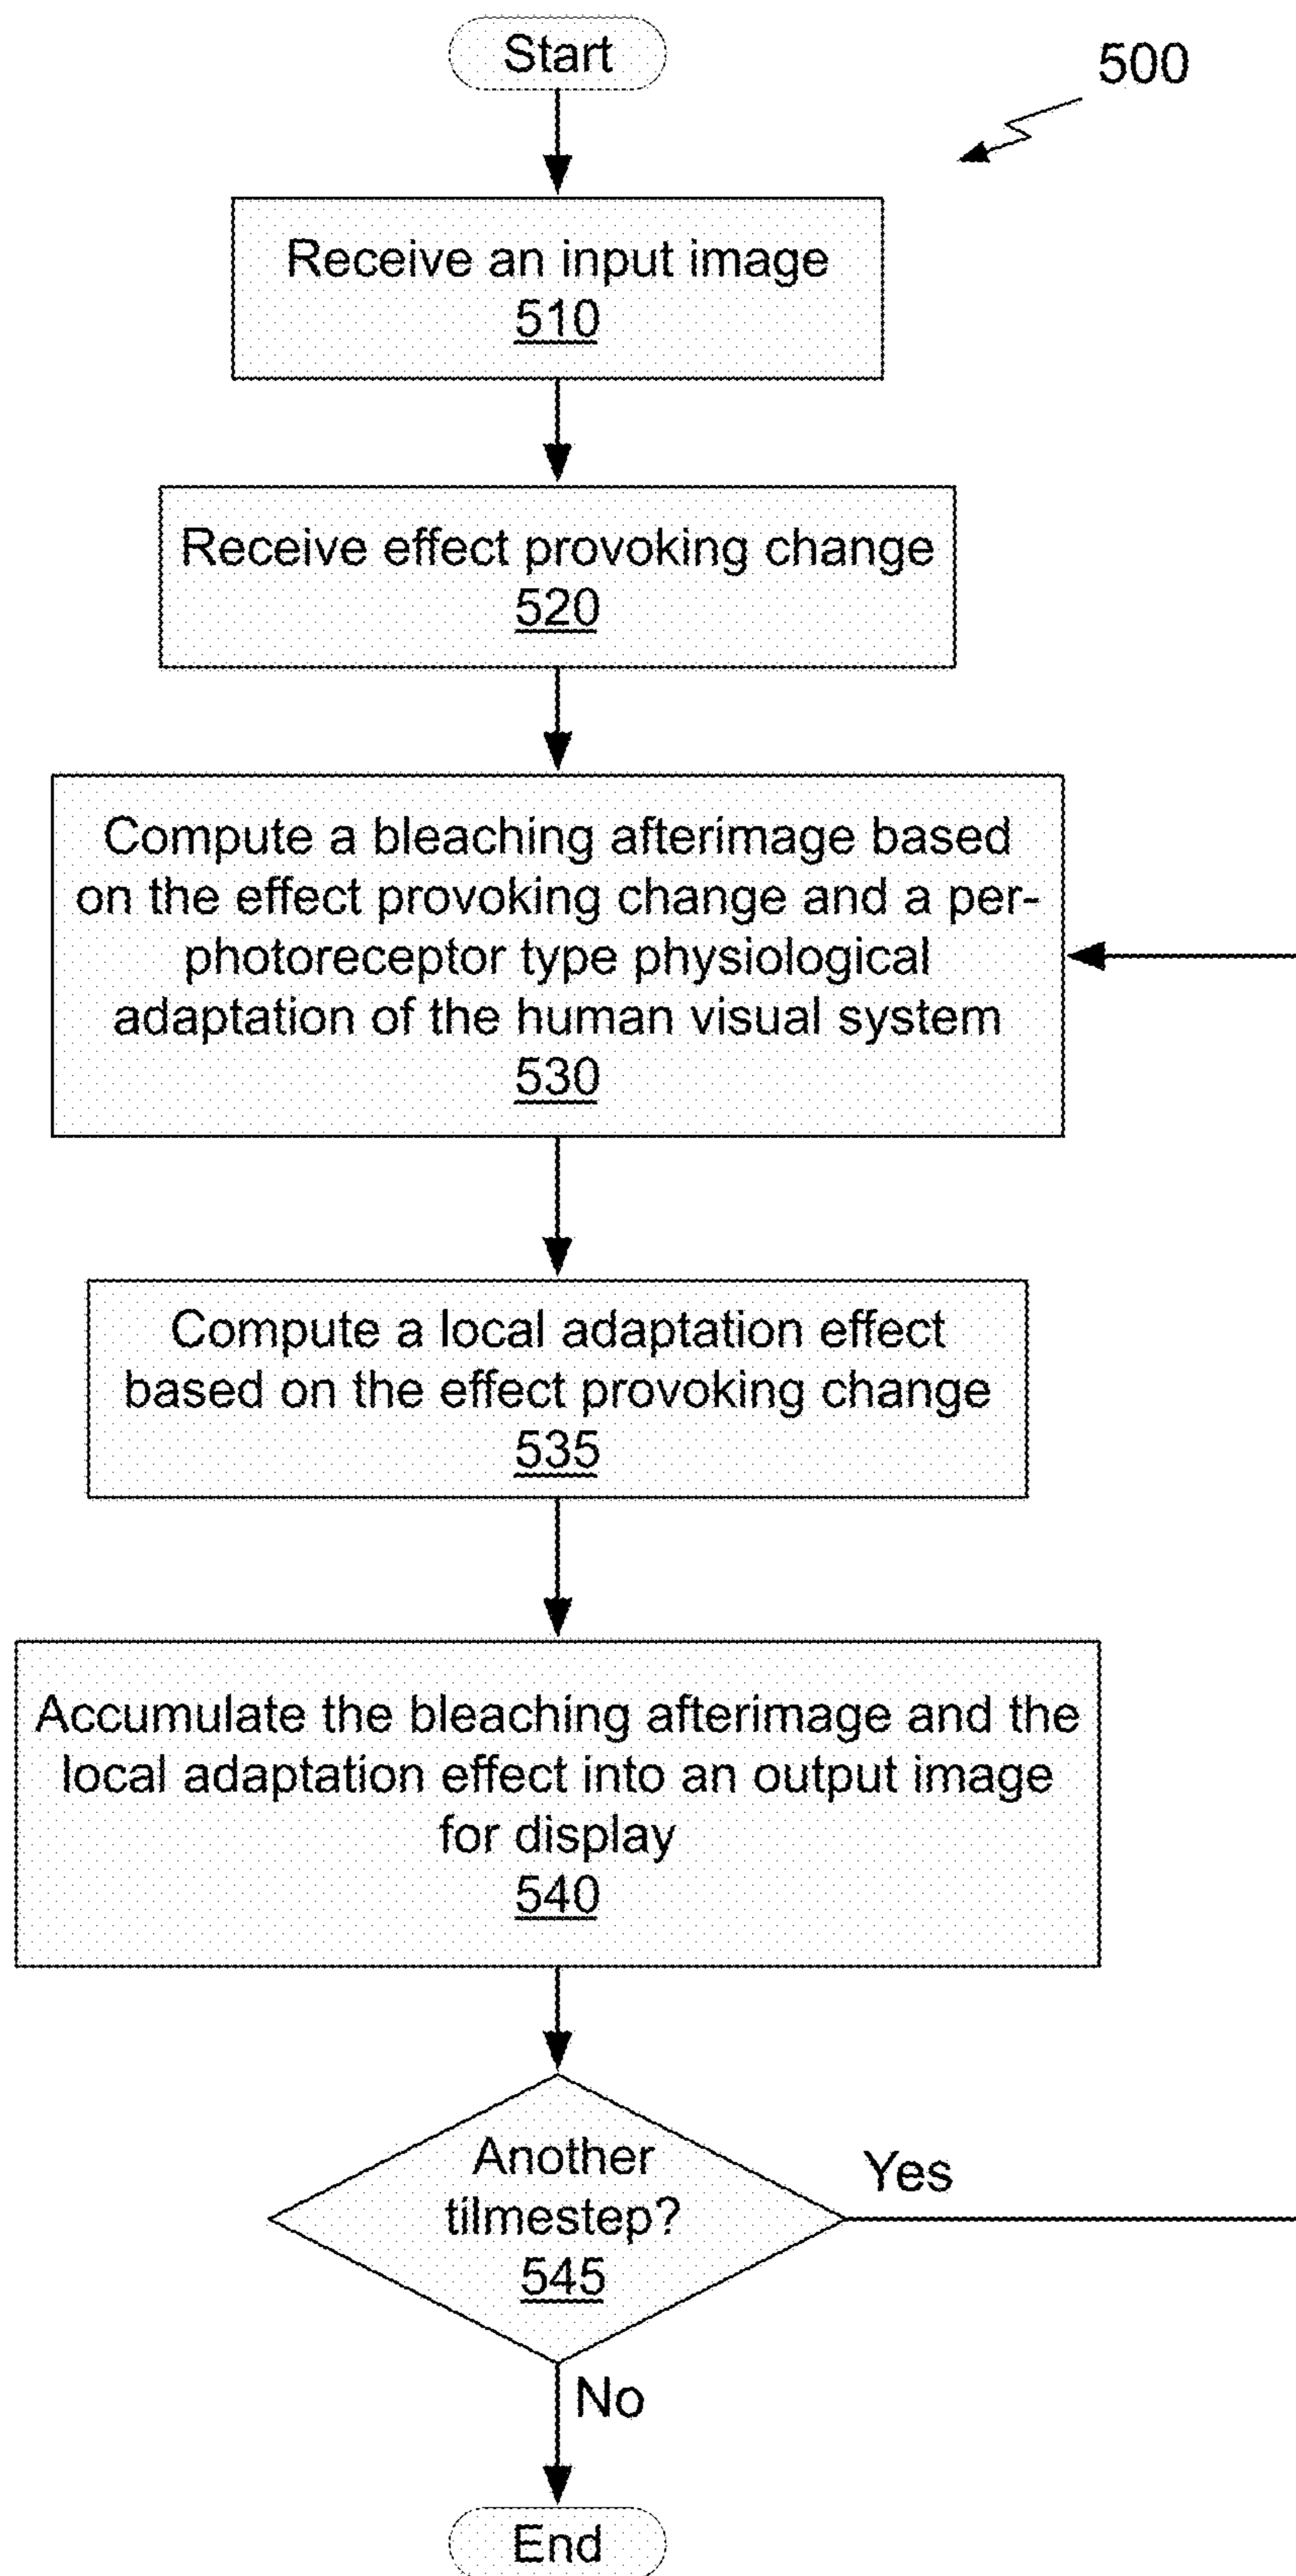 Start
500
Receive an input image
510
Receive effect provoking change
520
Compute a bleaching afterimage based
on the effect provoking change and a per-
photoreceptor type physiological
adaptation of the human visual system
530
Compute a local adaptation effect
based on the effect provoking change
535
Accumulate the bleaching afterimage and the
local adaptation effect into an output image
for display
540
Another
tilmestep?
545
Yes
No
End